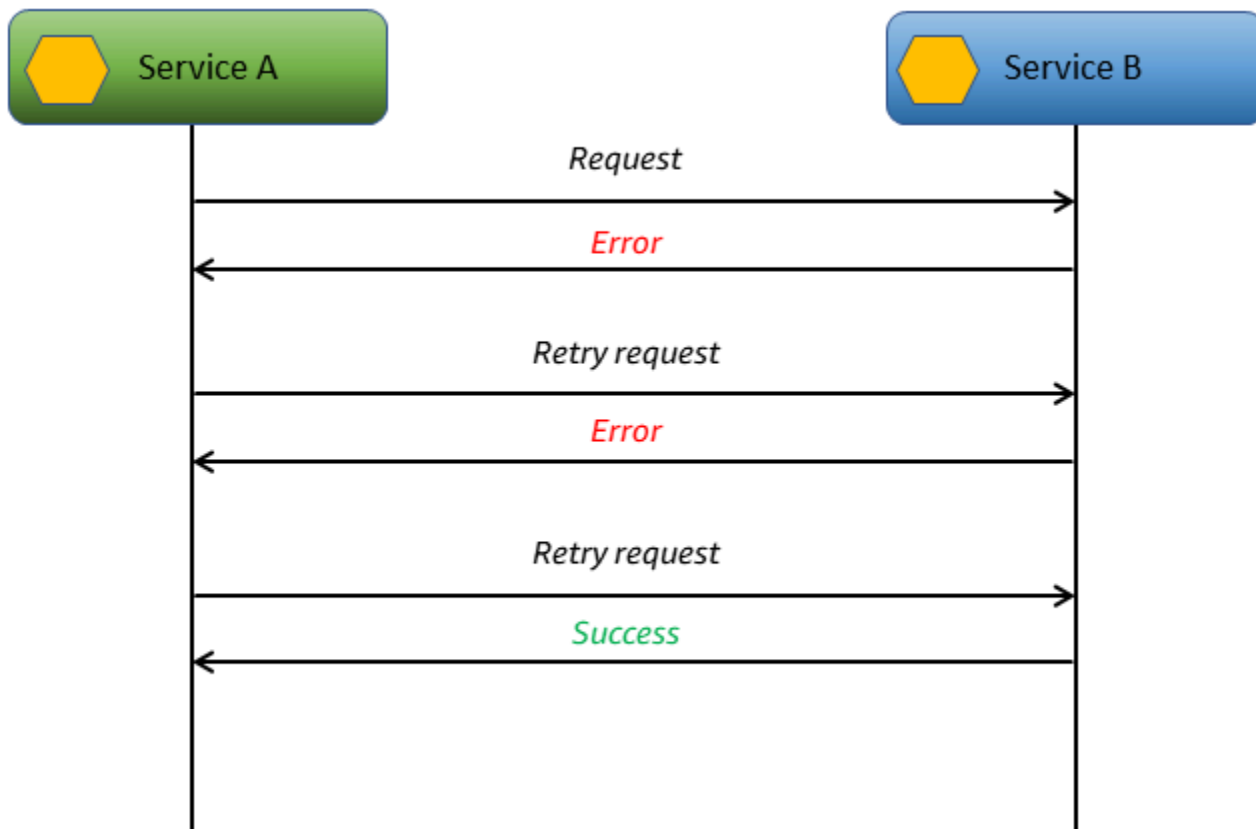 Service A
Service B
Request
Error
Retry request
Error
Retry request
Success